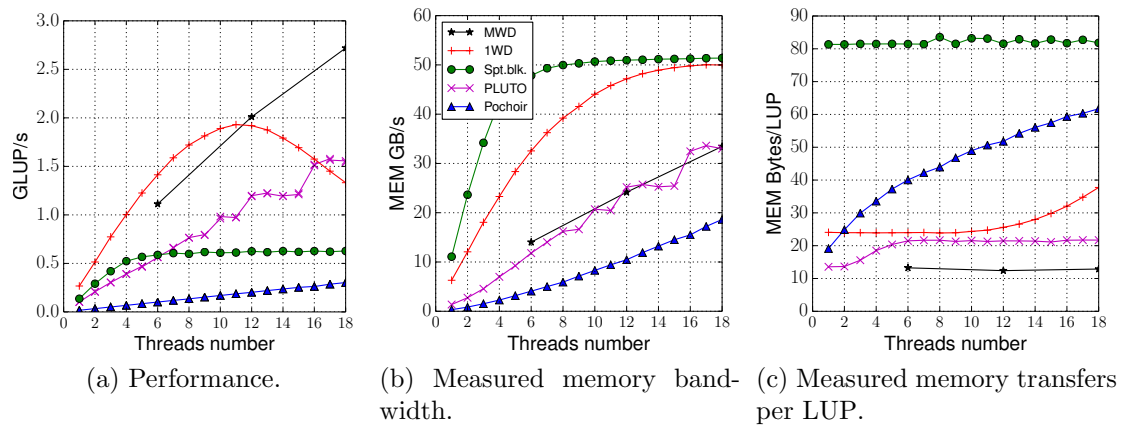 3.0
2.5
2.0
1.5
1.0
0.5
0.0
GLUP/s
0 2 4 6 8 10 12 14 16 18
Threads number
MWD
1WD
Spt.blk.
PLUTO
Pochoir
60
50
40
30
20
10
0
MEM GB/s
0 2 4 6 8 10 12 14 16 18
Threads number
90
80
70
60
50
40
30
20
10
0
MEM Bytes/LUP
0 2 4 6 8 10 12 14 16 18
Threads number
(a) Performance.
(b) Measured memory band-
width.
(c) Measured memory transfers
per LUP.